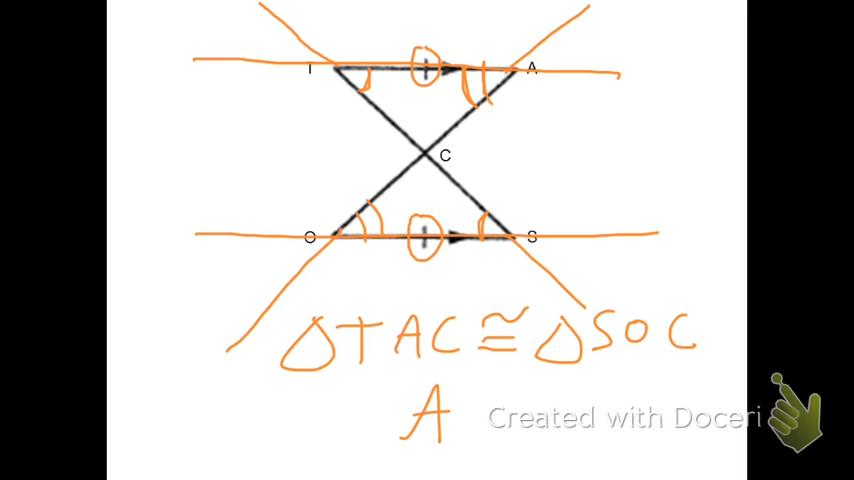 I A
C
O S
△TAC ≅ △SOC
A
Created with Doceri